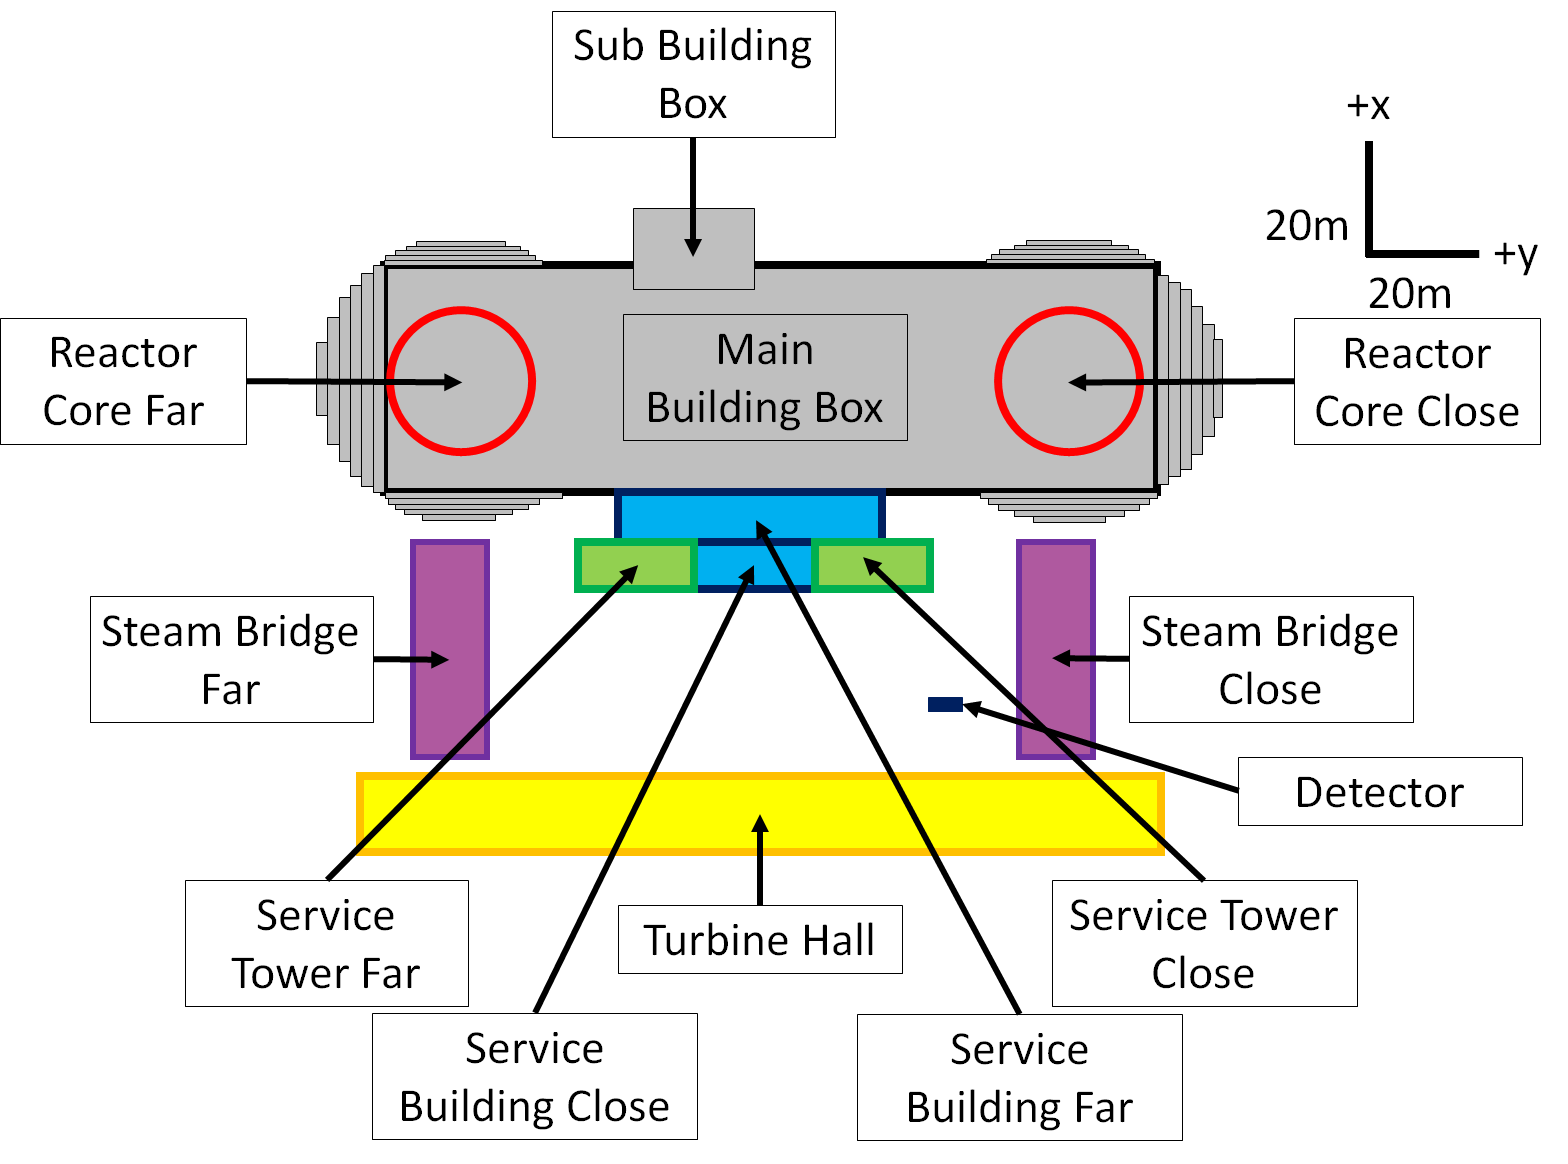 Sub Building
Box
+x
20m
+y
20m
Reactor
Core Far
Main
Building Box
Reactor
Core Close
Steam Bridge
Far
Steam Bridge
Close
Detector
Service
Tower Far
Turbine Hall
Service Tower
Close
Service
Building Close
Service
Building Far